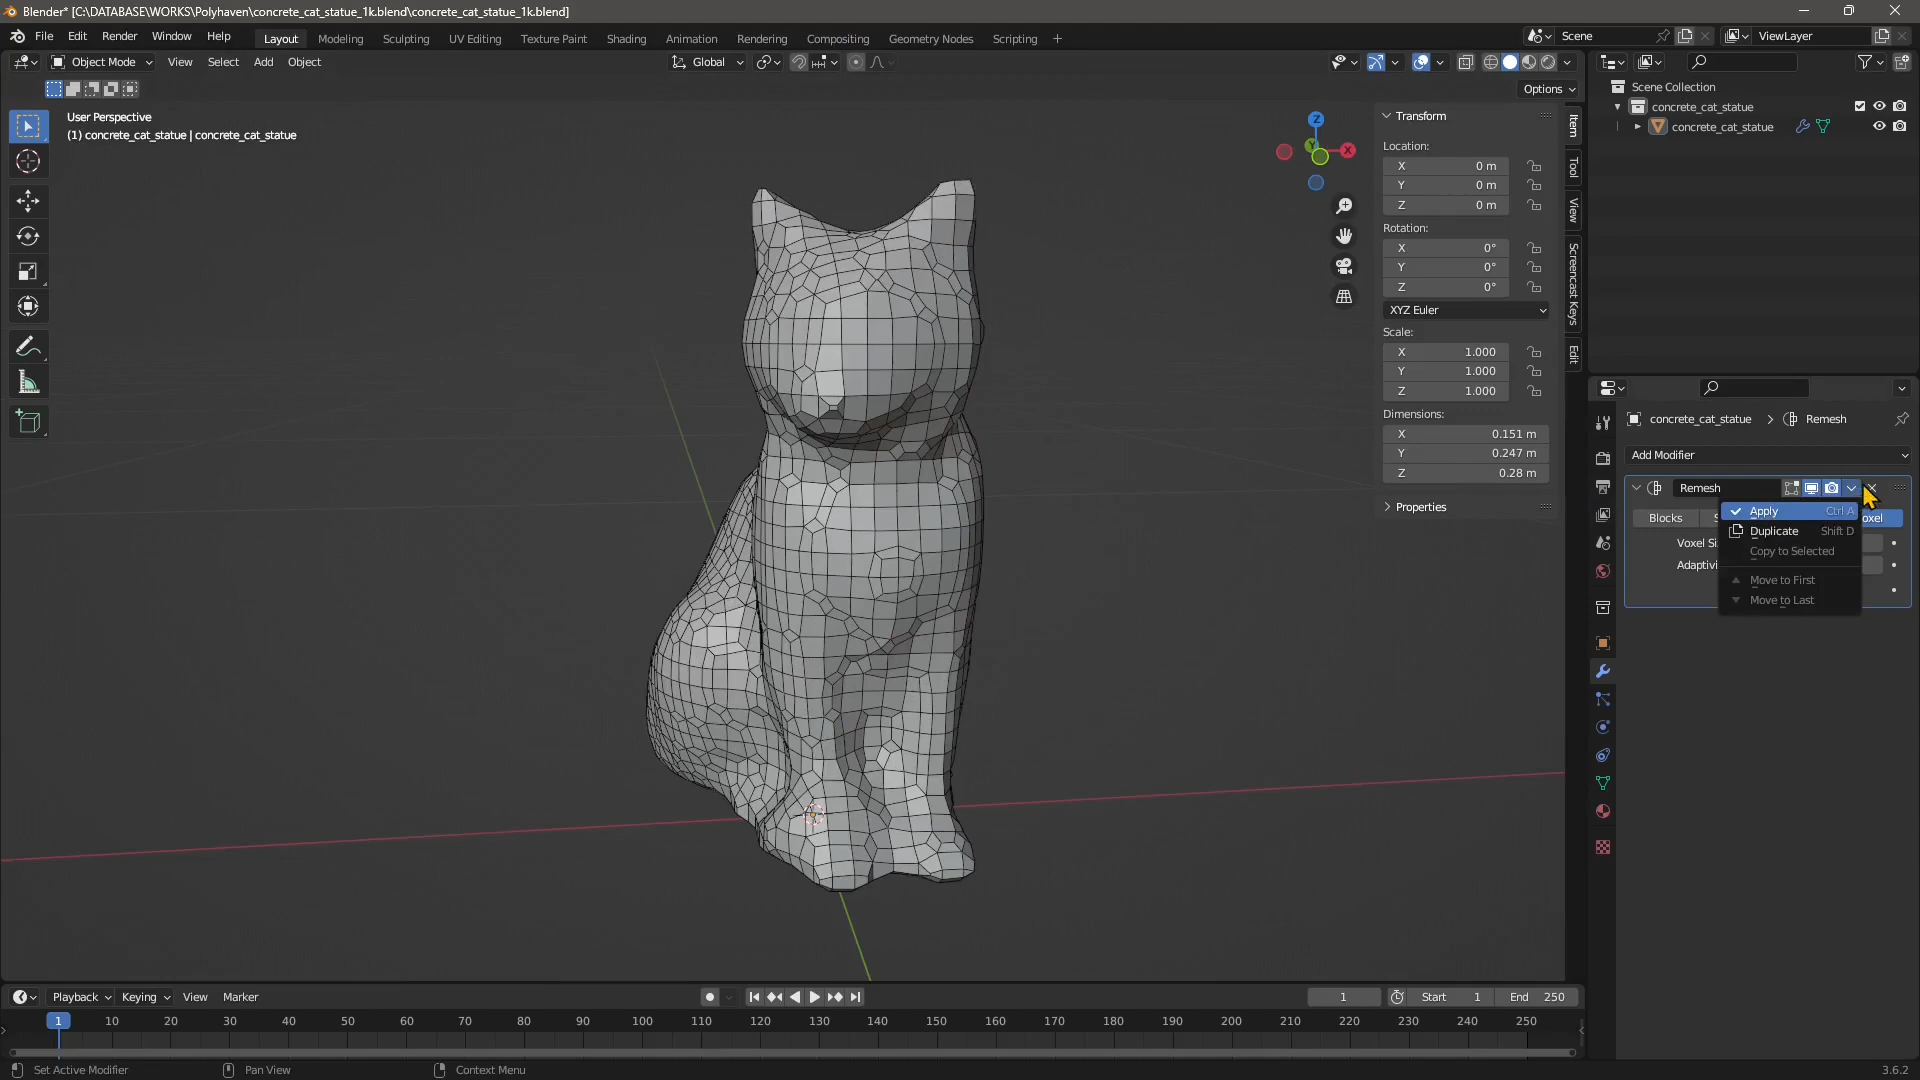 Blender* [C:\DATABASE\WORKS\Polyhaven\concrete_cat_statue_1k.blend\concrete_cat_statue_1k.blend]
File Edit Render Window Help Layout Modeling Sculpting UV Editing Texture Paint Shading Animation Rendering Compositing Geometry Nodes Scripting + Scene ViewLayer
Object Mode View Select Add Object Global
Options
User Perspective
(1) concrete_cat_statue | concrete_cat_statue
Z
Y
X
Transform
Location:
X 0 m
Y 0 m
Z 0 m
Rotation:
X 0°
Y 0°
Z 0°
XYZ Euler
Scale:
X 1.000
Y 1.000
Z 1.000
Dimensions:
X 0.151 m
Y 0.247 m
Z 0.28 m
Properties
Item
Tool
View
Screencast Keys
Edit
Scene Collection
concrete_cat_statue
concrete_cat_statue
concrete_cat_statue > Remesh
Add Modifier
Remesh
Blocks S oxel
Voxel Si
Adaptivi
Apply Ctrl A
Duplicate Shift D
Copy to Selected
Move to First
Move to Last
Playback Keying View Marker 1 Start 1 End 250
1 10 20 30 40 50 60 70 80 90 100 110 120 130 140 150 160 170 180 190 200 210 220 230 240 250
Set Active Modifier Pan View Context Menu 3.6.2